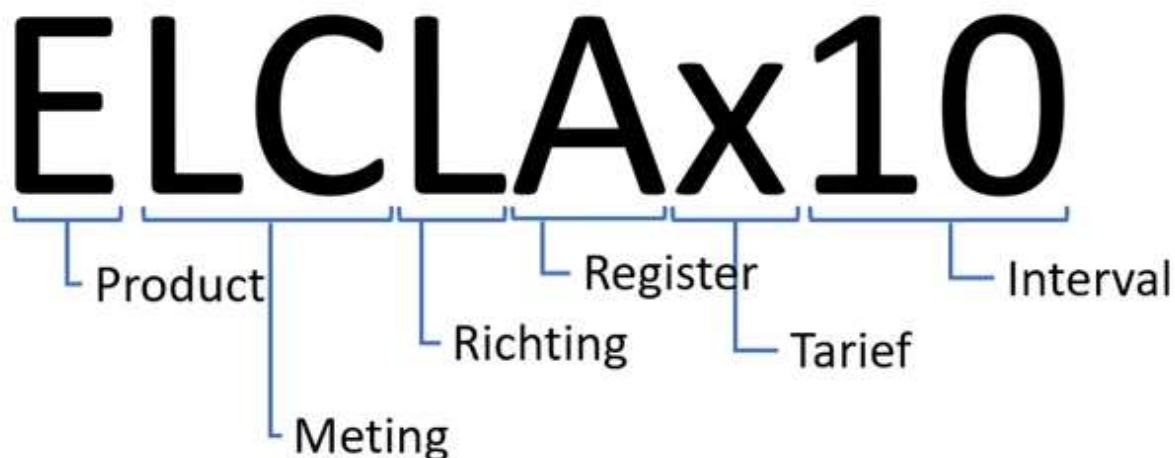 ELCLAx10
Product
Register
Interval
Richting
Tarief
Meting